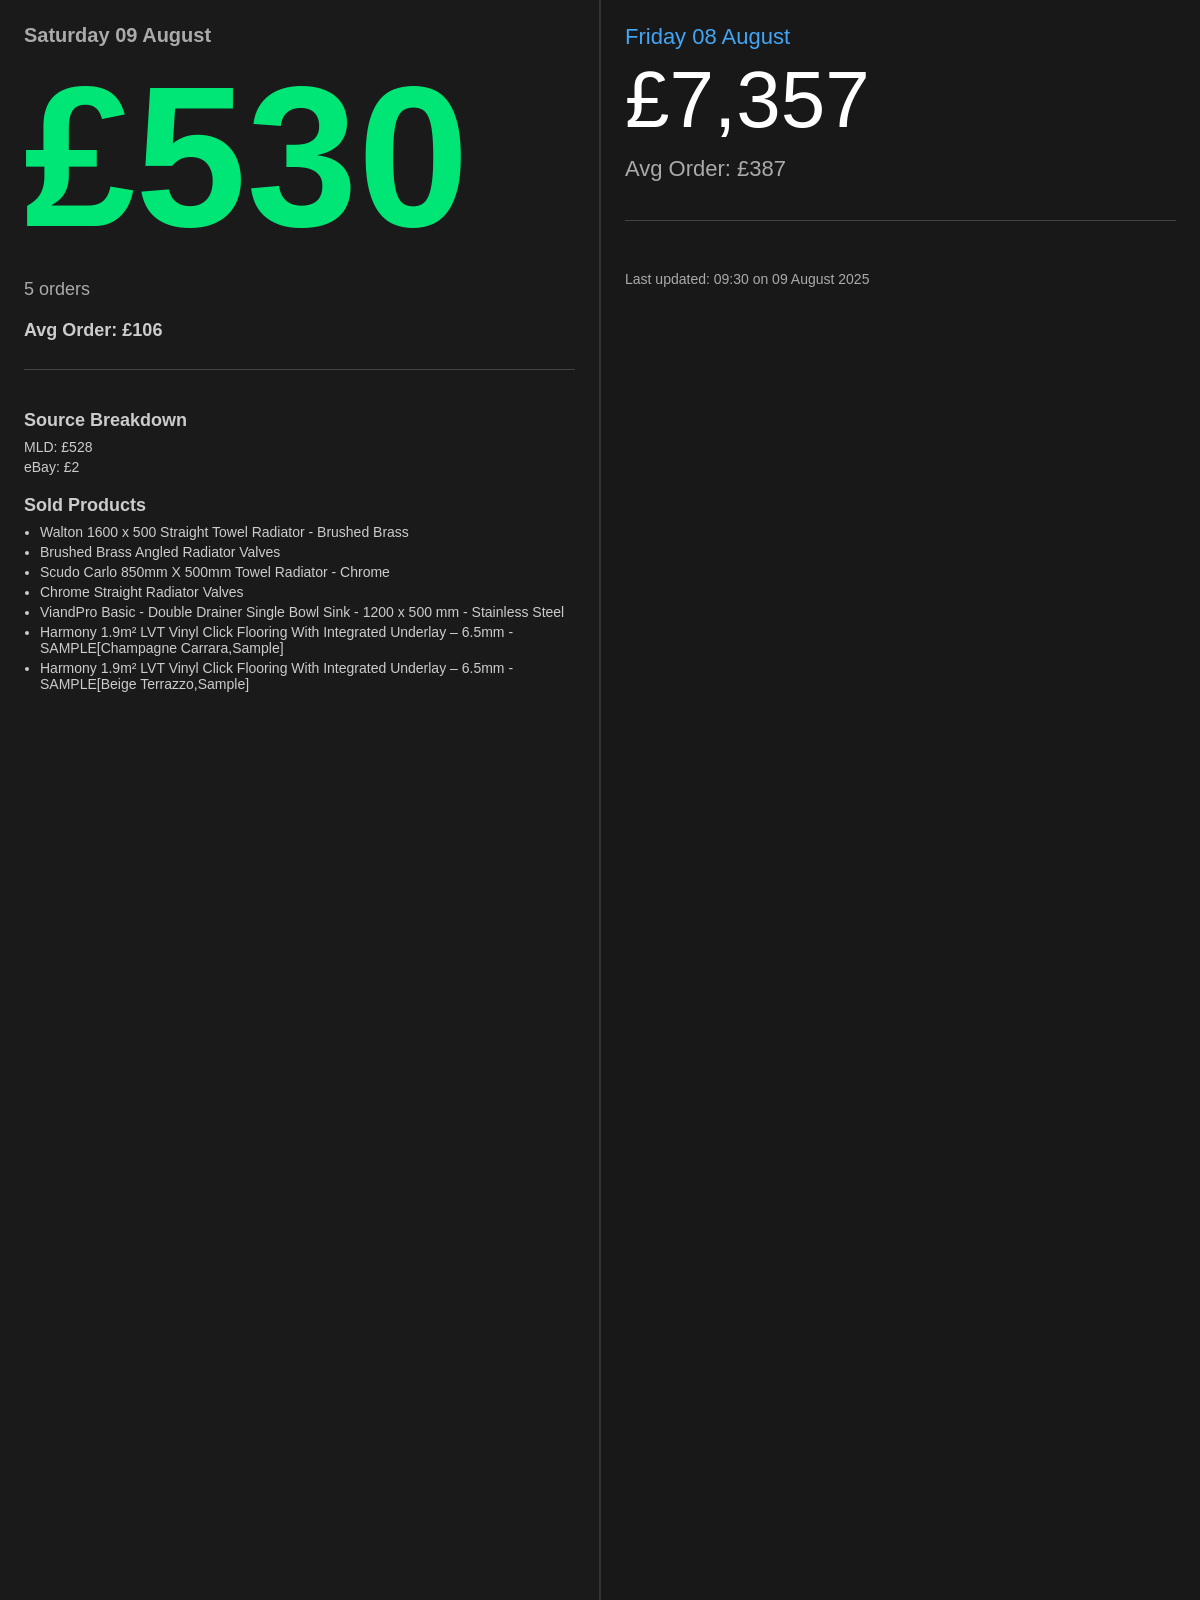 Saturday 09 August
£530
5 orders
Avg Order: £106
Source Breakdown
MLD: £528
eBay: £2
Sold Products
• Walton 1600 x 500 Straight Towel Radiator - Brushed Brass
• Brushed Brass Angled Radiator Valves
• Scudo Carlo 850mm X 500mm Towel Radiator - Chrome
• Chrome Straight Radiator Valves
• ViandPro Basic - Double Drainer Single Bowl Sink - 1200 x 500 mm - Stainless Steel
• Harmony 1.9m² LVT Vinyl Click Flooring With Integrated Underlay – 6.5mm -
SAMPLE[Champagne Carrara,Sample]
• Harmony 1.9m² LVT Vinyl Click Flooring With Integrated Underlay – 6.5mm -
SAMPLE[Beige Terrazzo,Sample]
Friday 08 August
£7,357
Avg Order: £387
Last updated: 09:30 on 09 August 2025